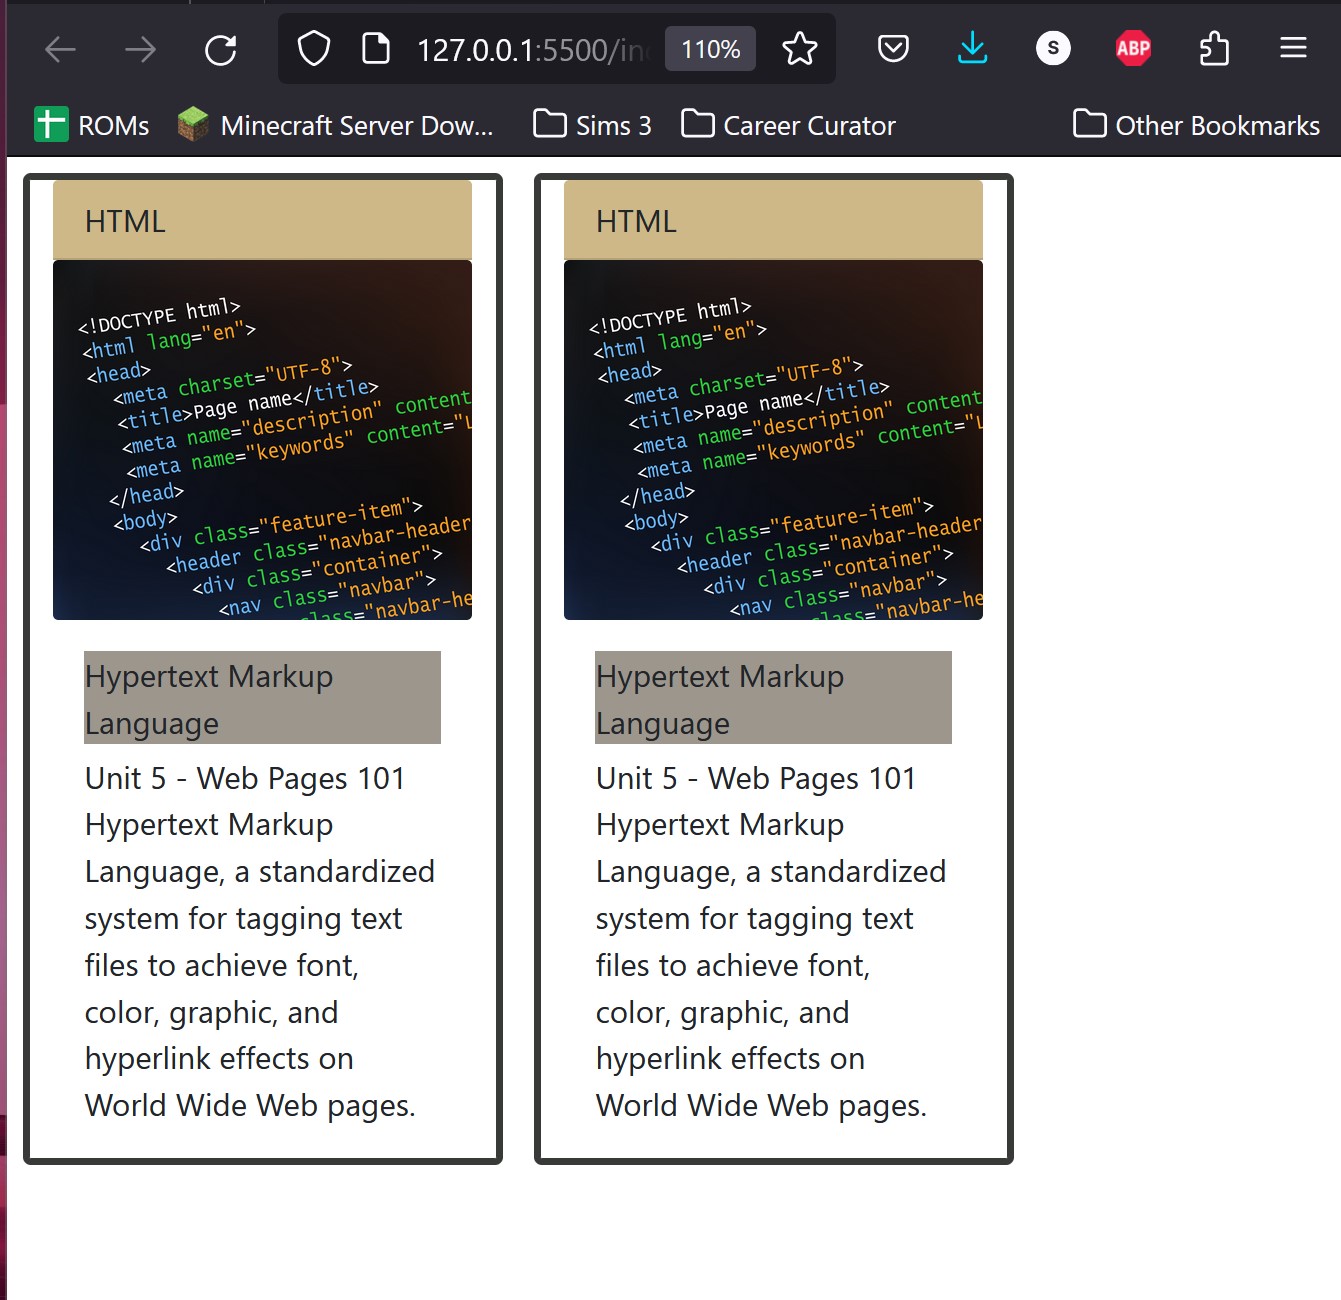 127.0.0.1:5500/in
110%
S
ABP
ROMs
Minecraft Server Dow...
Sims 3
Career Curator
Other Bookmarks
HTML
<!DOCTYPE html>
<html lang="en">
<head>
<meta charset="UTF-8">
<title>Page name</title>
<meta name="description" content
<meta name="keywords" content="
</head>
<body>
<div class="feature-item">
<header class="navbar-header
<div class="container">
<nav class="navbar">
class="navbar-he
Hypertext Markup
Language
Unit 5 - Web Pages 101
Hypertext Markup
Language, a standardized
system for tagging text
files to achieve font,
color, graphic, and
hyperlink effects on
World Wide Web pages.
HTML
<!DOCTYPE html>
<html lang="en">
<head>
<meta charset="UTF-8">
<title>Page name</title>
<meta name="description" content
<meta name="keywords" content="
</head>
<body>
<div class="feature-item">
<header class="navbar-header
<div class="container">
<nav class="navbar">
class="navbar-he
Hypertext Markup
Language
Unit 5 - Web Pages 101
Hypertext Markup
Language, a standardized
system for tagging text
files to achieve font,
color, graphic, and
hyperlink effects on
World Wide Web pages.